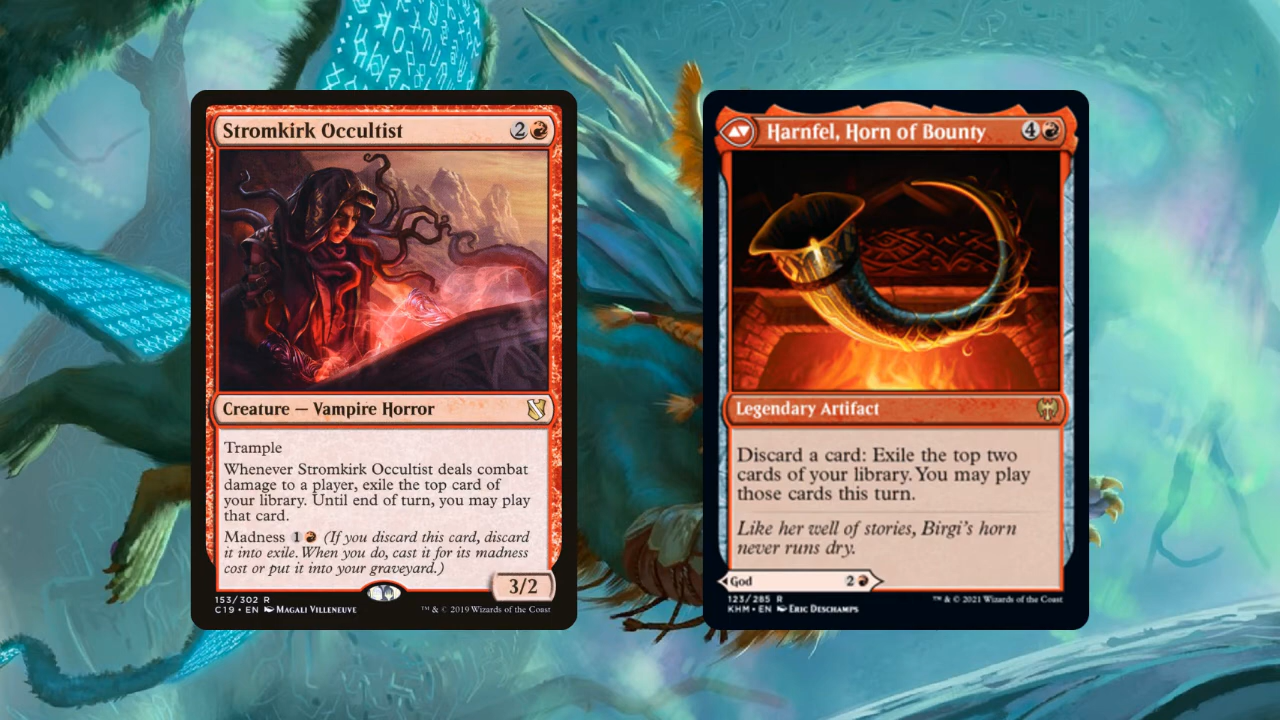 Stromkirk Occultist 2
Creature — Vampire Horror
Trample
Whenever Stromkirk Occultist deals combat
damage to a player, exile the top card of
your library. Until end of turn, you may play
that card.
Madness 1 (If you discard this card, discard
it into exile. When you do, cast it for its madness
cost or put it into your graveyard.)
3/2
153/302 R
C19 • EN Magali Villeneuve
™ & © 2019 Wizards of the Coast
Harnfel, Horn of Bounty 4
Legendary Artifact
Discard a card: Exile the top two
cards of your library. You may play
those cards this turn.
Like her well of stories, Birgi's horn
never runs dry.
God 2
123/285 R
KHM • EN Eric Deschamps
™ & © 2021 Wizards of the Coast